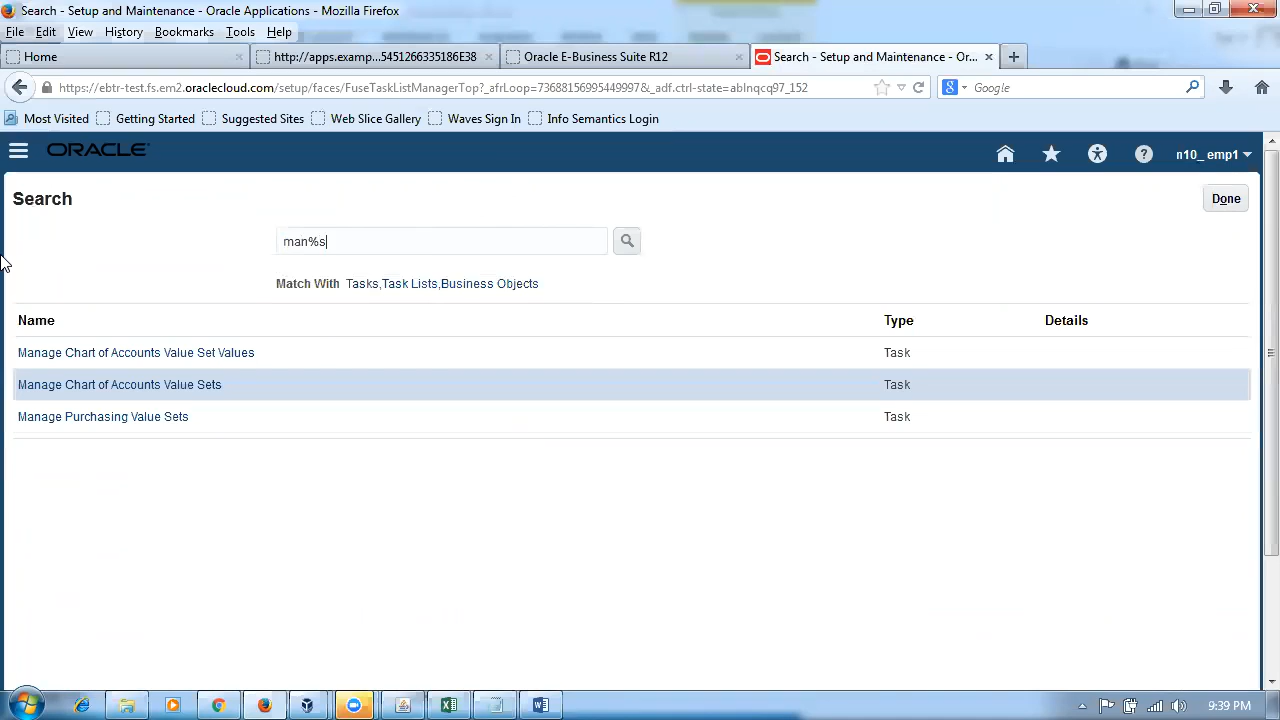 Search - Setup and Maintenance - Oracle Applications - Mozilla Firefox
File Edit View History Bookmarks Tools Help
Home http://apps.examp...5451266335186E38 Oracle E-Business Suite R12 Search - Setup and Maintenance - Or...
https://ebtr-test.fs.em2.oraclecloud.com/setup/faces/FuseTaskListManagerTop?_afrLoop=73688156995449997&_adf.ctrl-state=ablnqcq97_152 Google
Most Visited Getting Started Suggested Sites Web Slice Gallery Waves Sign In Info Semantics Location
ORACLE n10_ emp1
Search Done
man%s
Match With Tasks,Task Lists,Business Objects
Name Type Details
Manage Chart of Accounts Value Set Values Task
Manage Chart of Accounts Value Sets Task
Manage Purchasing Value Sets Task
9:39 PM